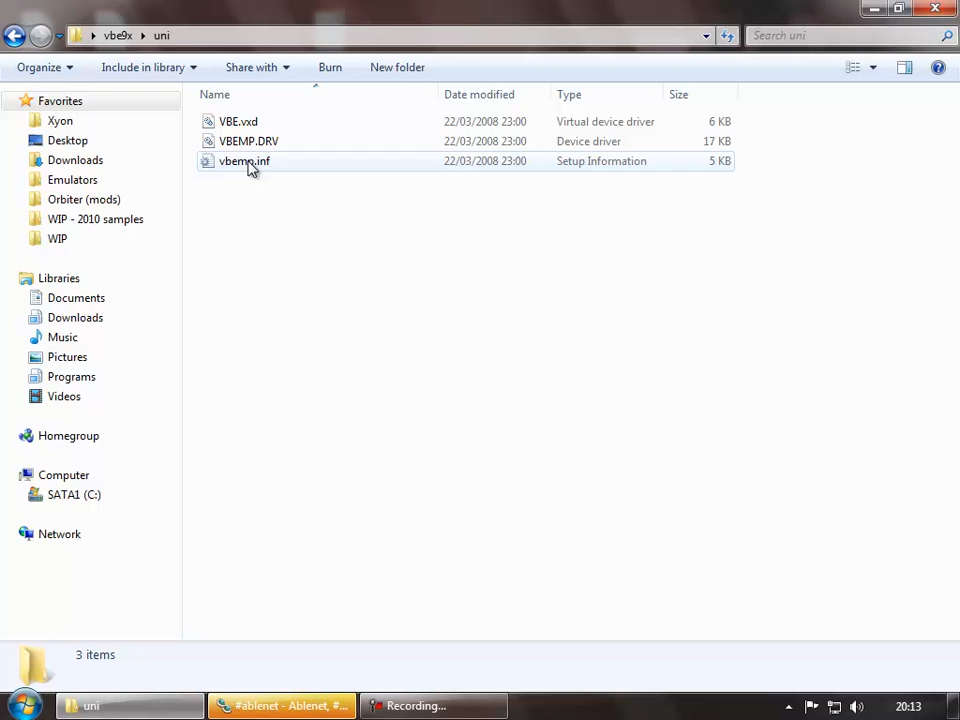 vbe9x uni
Search uni
Organize Include in library Share with Burn New folder
Name Date modified Type Size
VBE.vxd 22/03/2008 23:00 Virtual device driver 6 KB
VBEMP.DRV 22/03/2008 23:00 Device driver 17 KB
vbemp.inf 22/03/2008 23:00 Setup Information 5 KB
Favorites
Xyon
Desktop
Downloads
Emulators
Orbiter (mods)
WIP - 2010 samples
WIP
Libraries
Documents
Downloads
Music
Pictures
Programs
Videos
Homegroup
Computer
SATA1 (C:)
Network
3 items
uni #ablenet - Ablenet, #... Recording... 20:13